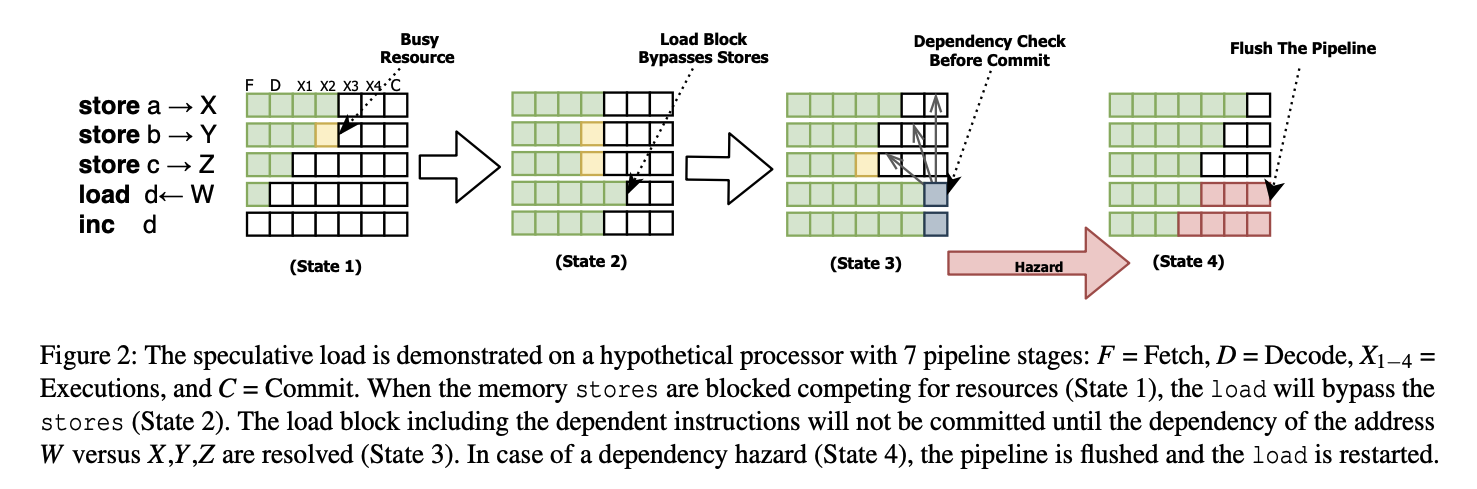 Busy
Resource
Load Block
Bypasses Stores
Dependency Check
Before Commit
Flush The Pipeline
F D X1 X2 X3 X4 C
store a → X
store b → Y
store c → Z
load d← W
inc d
(State 1)
(State 2)
(State 3)
Hazard
(State 4)
Figure 2: The speculative load is demonstrated on a hypothetical processor with 7 pipeline stages: F = Fetch, D = Decode, X1−4 =
Executions, and C = Commit. When the memory stores are blocked competing for resources (State 1), the load will bypass the
stores (State 2). The load block including the dependent instructions will not be committed until the dependency of the address
W versus X,Y,Z are resolved (State 3). In case of a dependency hazard (State 4), the pipeline is flushed and the load is restarted.